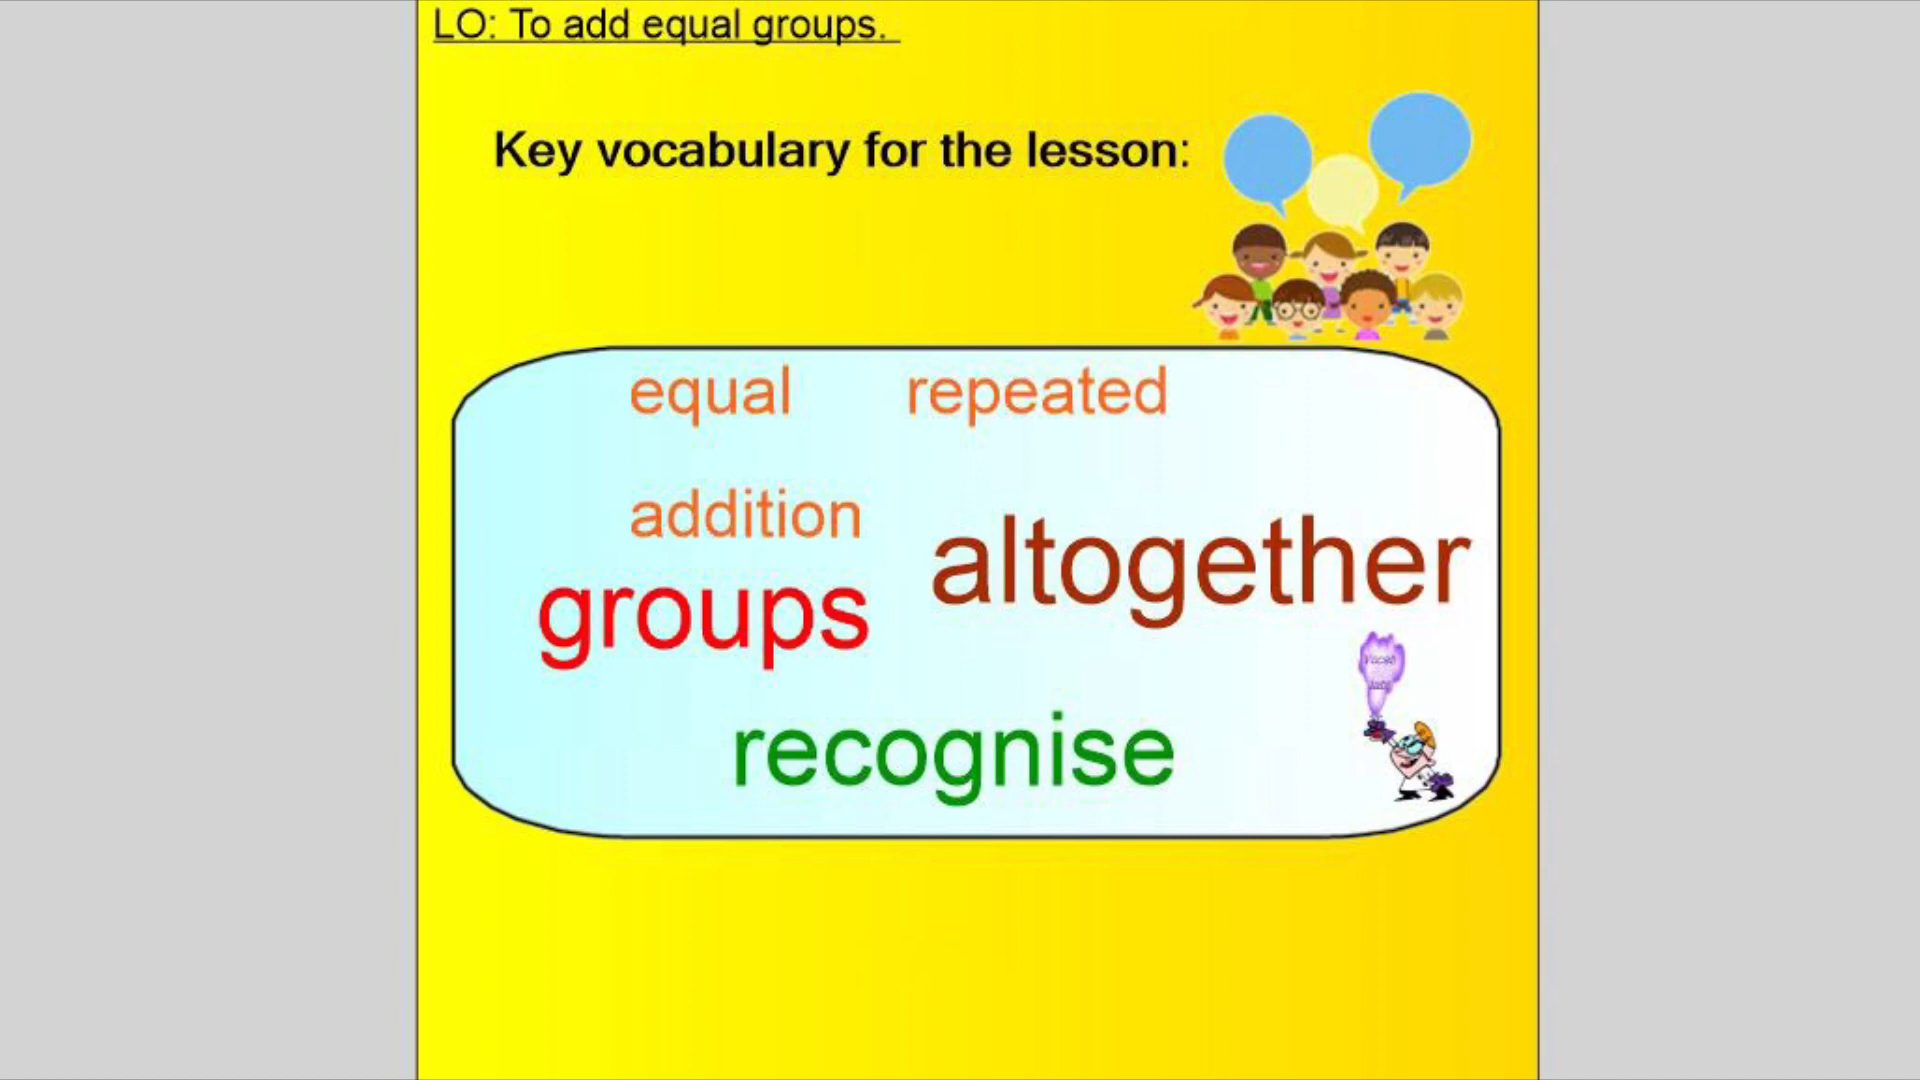 LO: To add equal groups.
Key vocabulary for the lesson:
equal repeated
addition
altogether
groups
recognise